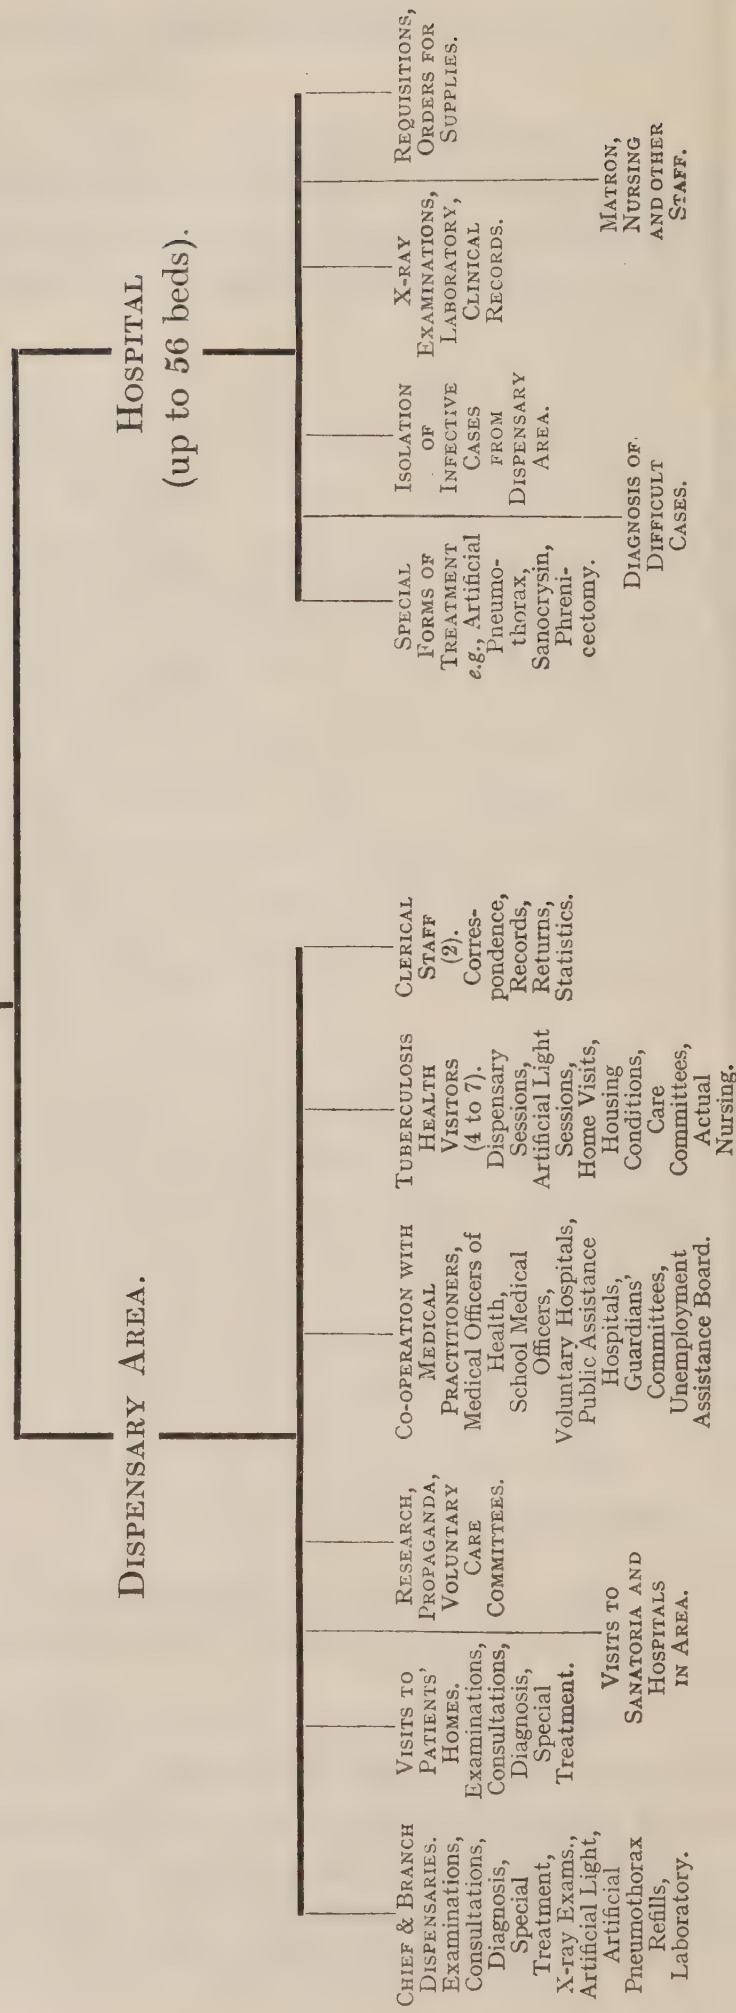 DISPENSARY AREA.
CHIEF & BRANCH
DISPENSARIES.
Examinations,
Consultations,
Diagnosis,
Special
Treatment,
X-ray Exams.,
Artificial Light,
Artificial
Pneumothorax
Refills,
Laboratory.
VISITS TO
PATIENTS'
HOMES.
Examinations,
Consultations,
Diagnosis,
Special
Treatment.
VISITS TO
SANATORIA AND
HOSPITALS
IN AREA.
RESEARCH,
PROPAGANDA,
VOLUNTARY
CARE
COMMITTEES.
CO-OPERATION WITH
MEDICAL
PRACTITIONERS,
Medical Officers of
Health,
School Medical
Officers,
Voluntary Hospitals,
Public Assistance
Hospitals,
Guardians'
Committees,
Unemployment
Assistance Board.
TUBERCULOSIS
HEALTH
VISITORS
(4 to 7).
Dispensary
Sessions,
Artificial Light
Sessions,
Home Visits,
Housing
Conditions,
Care
Committees,
Actual
Nursing.
CLERICAL
STAFF
(2).
Corres-
pondence,
Records,
Returns,
Statistics.
HOSPITAL
(up to 56 beds).
SPECIAL
FORMS OF
TREATMENT
e.g., Artificial
Pneumo-
thorax,
Sanocrysin,
Phreni-
cectomy.
DIAGNOSIS OF
DIFFICULT
CASES.
ISOLATION
OF
INFECTIVE
CASES
FROM
DISPENSARY
AREA.
X-RAY
EXAMINATIONS,
LABORATORY,
CLINICAL
RECORDS.
MATRON,
NURSING
AND OTHER
STAFF.
REQUISITIONS,
ORDERS FOR
SUPPLIES.